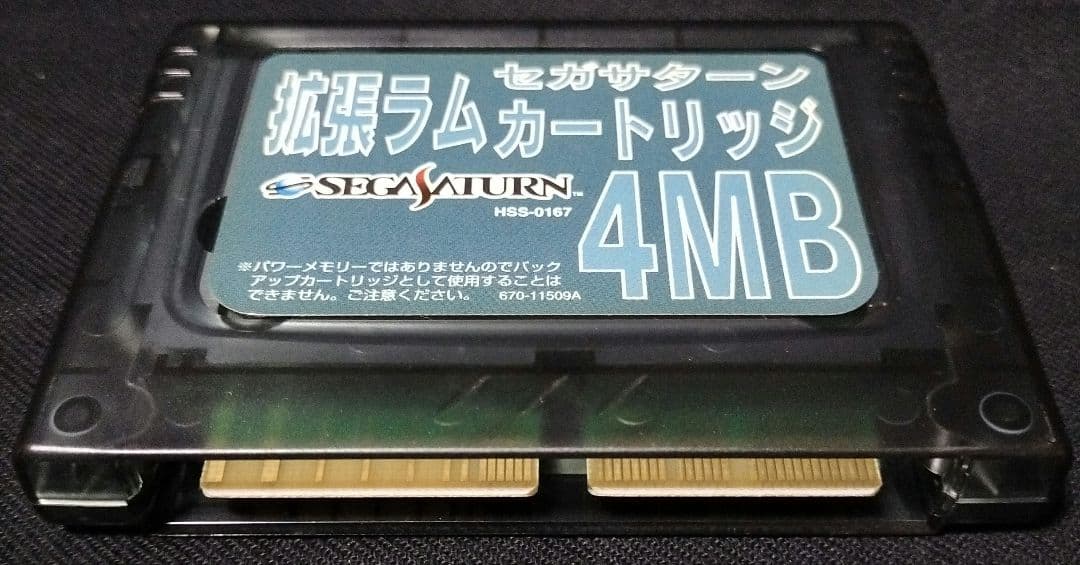 セガサターン
拡張ラムカートリッジ
SEGA SATURN™
HSS-0167
4MB
※パワーメモリーではありませんのでバック
アップカートリッジとして使用することは
できません。ご注意ください。 670-11509A